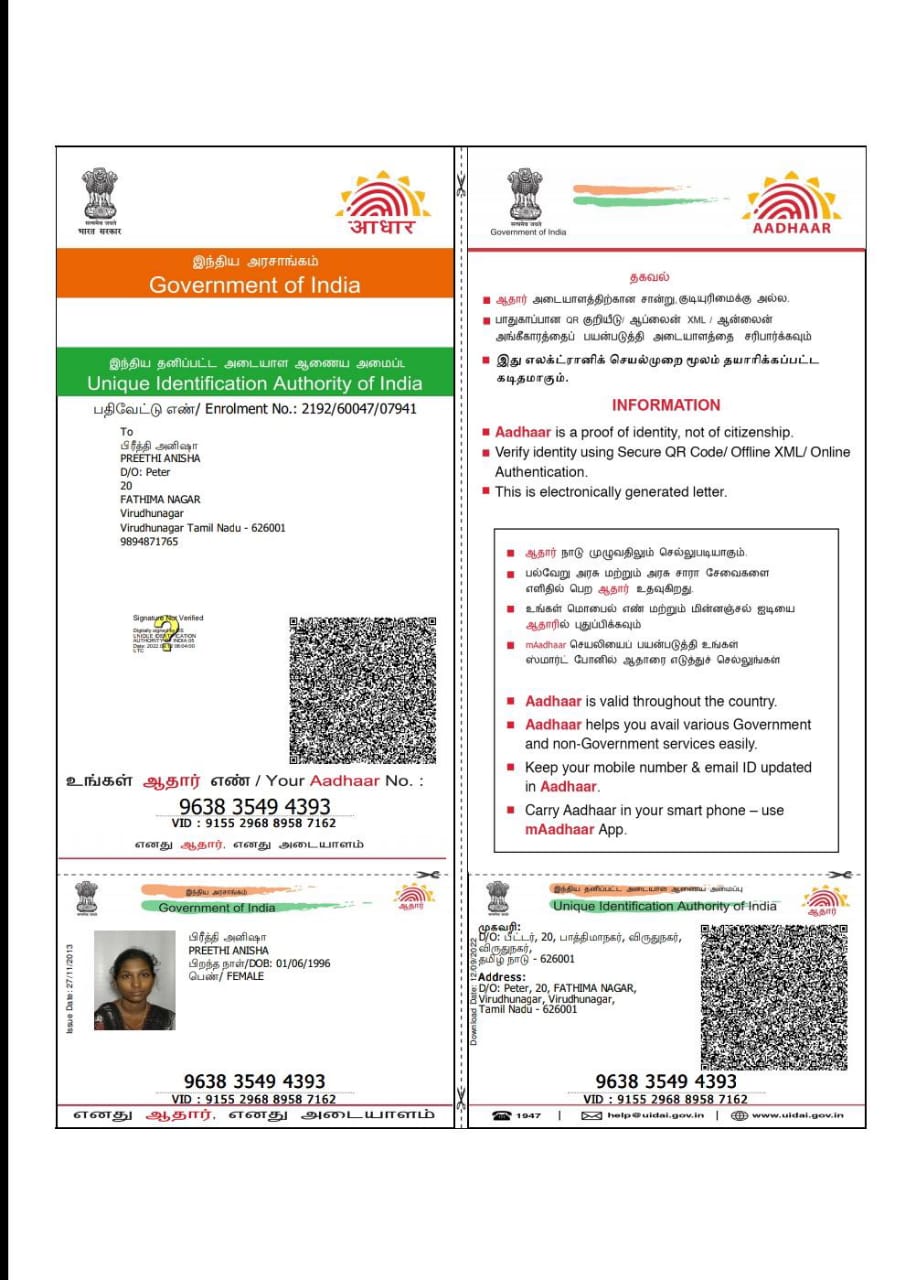 सत्यमेव जयते
भारत सरकार
आधार
இந்திய அரசாங்கம்
Government of India
இந்திய தனிப்பட்ட அடையாள ஆணைய அமைப்பு
Unique Identification Authority of India
பதிவேட்டு எண்/ Enrolment No.: 2192/60047/07941
To
பிரீத்தி அனிஷா
PREETHI ANISHA
D/O: Peter
20
FATHIMA NAGAR
Virudhunagar
Virudhunagar Tamil Nadu - 626001
9894871765
Signature Not Verified
Digitally signed by DS
UNIQUE IDENTIFICATION
AUTHORITY OF INDIA 05
உங்கள் ஆதார் எண் / Your Aadhaar No. :
9638 3549 4393
VID : 9155 2968 8958 7162
எனது ஆதார், எனது அடையாளம்
Government of India
AADHAAR
தகவல்
■ ஆதார் அடையாளத்திற்கான சான்று, குடியுரிமைக்கு அல்ல.
■ பாதுகாப்பான QR குறியீடு/ ஆப்லைன் XML / ஆன்லைன்
அங்கீகாரத்தைப் பயன்படுத்தி அடையாளத்தை சரிபார்க்கவும்
■ இது எலக்ட்ரானிக் செயல்முறை மூலம் தயாரிக்கப்பட்ட
கடிதமாகும்.
INFORMATION
■ Aadhaar is a proof of identity, not of citizenship.
■ Verify identity using Secure QR Code/ Offline XML/ Online
Authentication.
■ This is electronically generated letter.
■ ஆதார் நாடு முழுவதிலும் செல்லுபடியாகும்.
■ பல்வேறு அரசு மற்றும் அரசு சாரா சேவைகளை
எளிதில் பெற ஆதார் உதவுகிறது.
■ உங்கள் மொபைல் எண் மற்றும் மின்னஞ்சல் ஐடியை
ஆதாரில் புதுப்பிக்கவும்
■ mAadhaar செயலியைப் பயன்படுத்தி உங்கள்
ஸ்மார்ட் போனில் ஆதாரை எடுத்துச் செல்லுங்கள்
■ Aadhaar is valid throughout the country.
■ Aadhaar helps you avail various Government
and non-Government services easily.
■ Keep your mobile number & email ID updated
in Aadhaar.
■ Carry Aadhaar in your smart phone – use
mAadhaar App.
இந்திய அரசாங்கம்
Government of India
ஆதார்
Issue Date: 27/11/2013
பிரீத்தி அனிஷா
PREETHI ANISHA
பிறந்த நாள்/DOB: 01/06/1996
பெண்/ FEMALE
9638 3549 4393
VID : 9155 2968 8958 7162
எனது ஆதார், எனது அடையாளம்
இந்திய தனிப்பட்ட அடையாள ஆணைய அமைப்பு
Unique Identification Authority of India
ஆதார்
Download Date: 12/09/2022
முகவரி:
D/O: பீட்டர், 20, பாத்திமாநகர், விருதுநகர்,
விருதுநகர்,
தமிழ் நாடு - 626001
Address:
D/O: Peter, 20, FATHIMA NAGAR,
Virudhunagar, Virudhunagar,
Tamil Nadu - 626001
9638 3549 4393
VID : 9155 2968 8958 7162
1947 | help@uidai.gov.in | www.uidai.gov.in